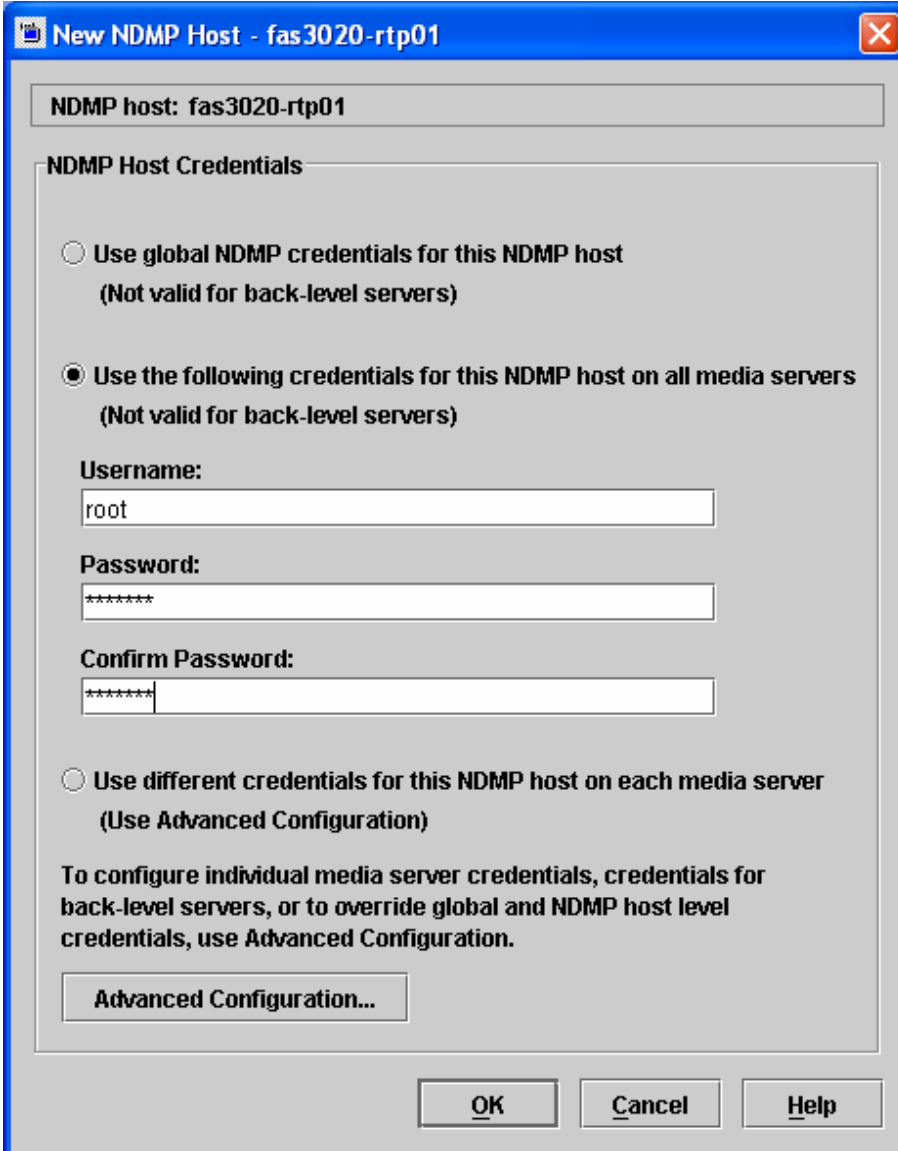 New NDMP Host - fas3020-rtp01
NDMP host: fas3020-rtp01
NDMP Host Credentials
Use global NDMP credentials for this NDMP host
(Not valid for back-level servers)
Use the following credentials for this NDMP host on all media servers
(Not valid for back-level servers)
Username:
root
Password:
*******
Confirm Password:
*******
Use different credentials for this NDMP host on each media server
(Use Advanced Configuration)
To configure individual media server credentials, credentials for
back-level servers, or to override global and NDMP host level
credentials, use Advanced Configuration.
Advanced Configuration...
OK Cancel Help